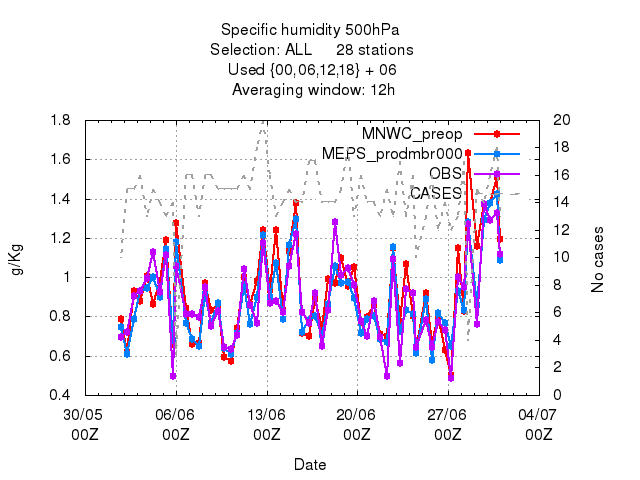 Specific humidity 500hPa
Selection: ALL 28 stations
Used {00,06,12,18} + 06
Averaging window: 12h
1.8
1.6
1.4
1.2
1
0.8
0.6
0.4
g/Kg
20
18
16
14
12
10
8
6
4
2
0
No cases
MNWC_preop
MEPS_prodmbr000
OBS
CASES
30/05 06/06 13/06 20/06 27/06 04/07
00Z 00Z 00Z 00Z 00Z 00Z
Date